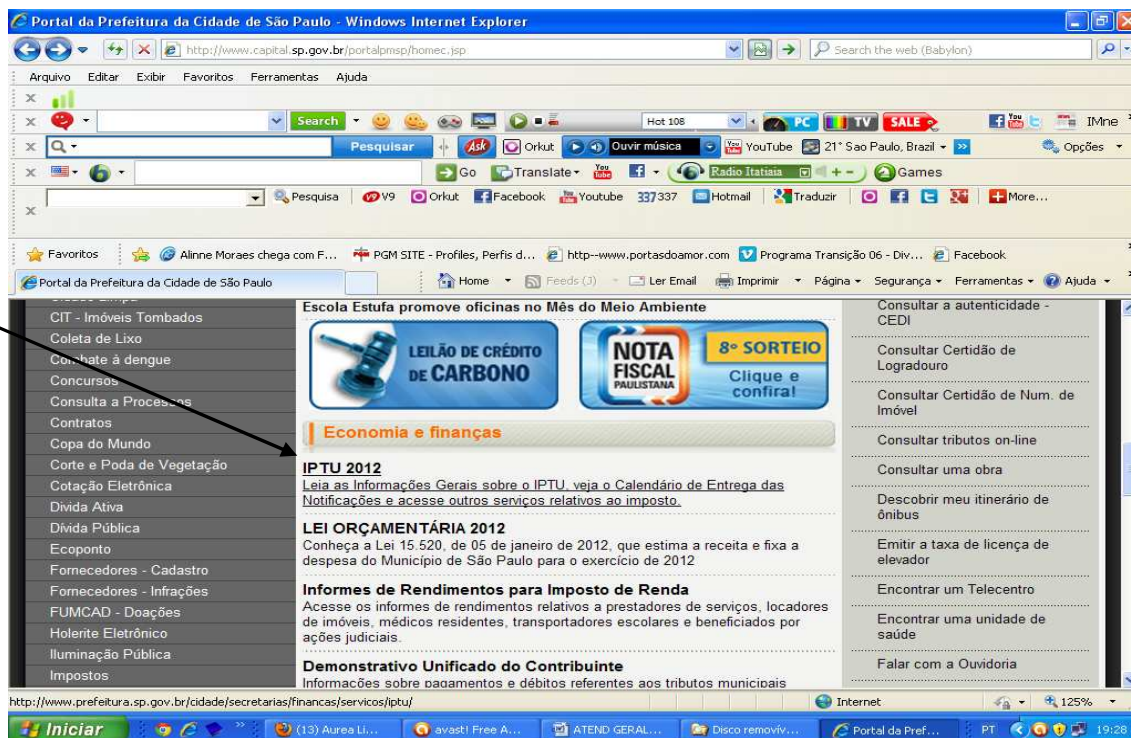 Portal da Prefeitura da Cidade de São Paulo - Windows Internet Explorer
http://www.capital.sp.gov.br/portalpmsp/homec.jsp
Search the web (Babylon)
Arquivo Editar Exibir Favoritos Ferramentas Ajuda
Search Hot 108 PC TV SALE You Tube IMne
Pesquisar Ask Orkut Ouvir música YouTube 21° Sao Paulo, Brazil Opções
Go Translate You Tube Radio Itatiaia Games
Pesquisa V9 Orkut Facebook Youtube 337337 Hotmail Traduzir More...
Favoritos Alinne Moraes chega com F... PGM SITE - Profiles, Perfis d... http--www.portasdoamor.com Programa Transição 06 - Div... Facebook
Portal da Prefeitura da Cidade de São Paulo Home Feeds (J) Ler Email Imprimir Página Segurança Ferramentas Ajuda
CIT - Imóveis Tombados
Coleta de Lixo
Combate à dengue
Concursos
Consulta a Processos
Contratos
Copa do Mundo
Corte e Poda de Vegetação
Cotação Eletrônica
Divida Ativa
Dívida Pública
Ecoponto
Fornecedores - Cadastro
Fornecedores - Infrações
FUMCAD - Doações
Holerite Eletrônico
Iluminação Pública
Impostos
Escola Estufa promove oficinas no Mês do Meio Ambiente
LEILÃO DE CRÉDITO
DE CARBONO
NOTA
FISCAL
PAULISTANA
8º SORTEIO
Clique e
confira!
Economia e finanças
IPTU 2012
Leia as Informações Gerais sobre o IPTU, veja o Calendário de Entrega das
Notificações e acesse outros serviços relativos ao imposto.
LEI ORÇAMENTÁRIA 2012
Conheça a Lei 15.520, de 05 de janeiro de 2012, que estima a receita e fixa a
despesa do Município de São Paulo para o exercício de 2012
Informes de Rendimentos para Imposto de Renda
Acesse os informes de rendimentos relativos a prestadores de serviços, locadores
de imóveis, médicos residentes, transportadores escolares e beneficiados por
ações judiciais.
Demonstrativo Unificado do Contribuinte
Informações sobre pagamentos e débitos referentes aos tributos municipais
Consultar a autenticidade -
CEDI
Consultar Certidão de
Logradouro
Consultar Certidão de Num. de
Imóvel
Consultar tributos on-line
Consultar uma obra
Descobrir meu itinerário de
ônibus
Emitir a taxa de licença de
elevador
Encontrar um Telecentro
Encontrar uma unidade de
saúde
Falar com a Ouvidoria
http://www.prefeitura.sp.gov.br/cidade/secretarias/financas/servicos/iptu/ Internet 125%
Iniciar (13) Aurea Li... avast! Free A... ATEND GERAL... Disco removív... Portal da Pref... PT 19:28